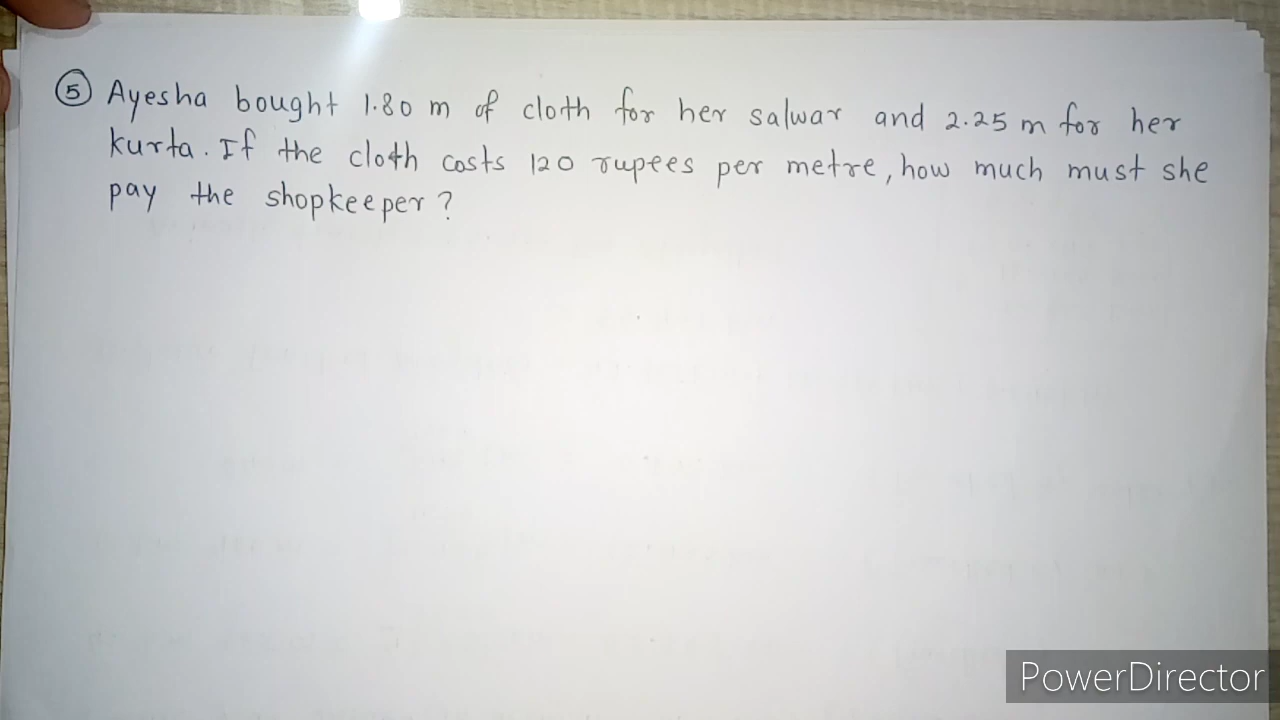 5 Ayesha bought 1.80 m of cloth for her salwar and 2.25 m for her
kurta. If the cloth costs 120 rupees per metre, how much must she
pay the shopkeeper?
PowerDirector